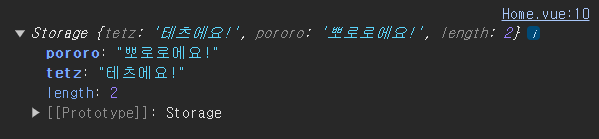 Home.vue:10
▼ Storage {tetz: '테츠에요!', pororo: '뽀로로에요!', length: 2} i
pororo: "뽀로로에요!"
tetz: "테츠에요!"
length: 2
▶ [[Prototype]]: Storage